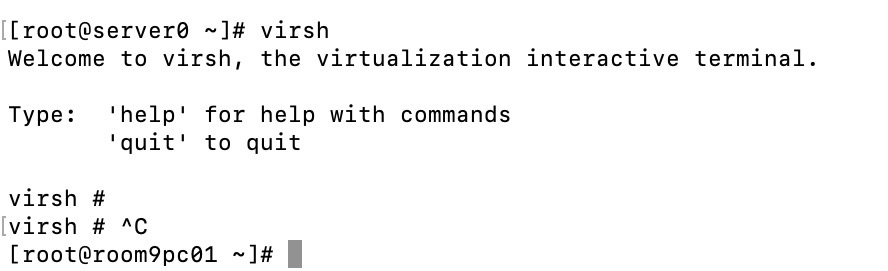 [root@server0 ~]# virsh
Welcome to virsh, the virtualization interactive terminal.
Type:  'help' for help with commands
       'quit' to quit
virsh #
virsh # ^C
[root@room9pc01 ~]#